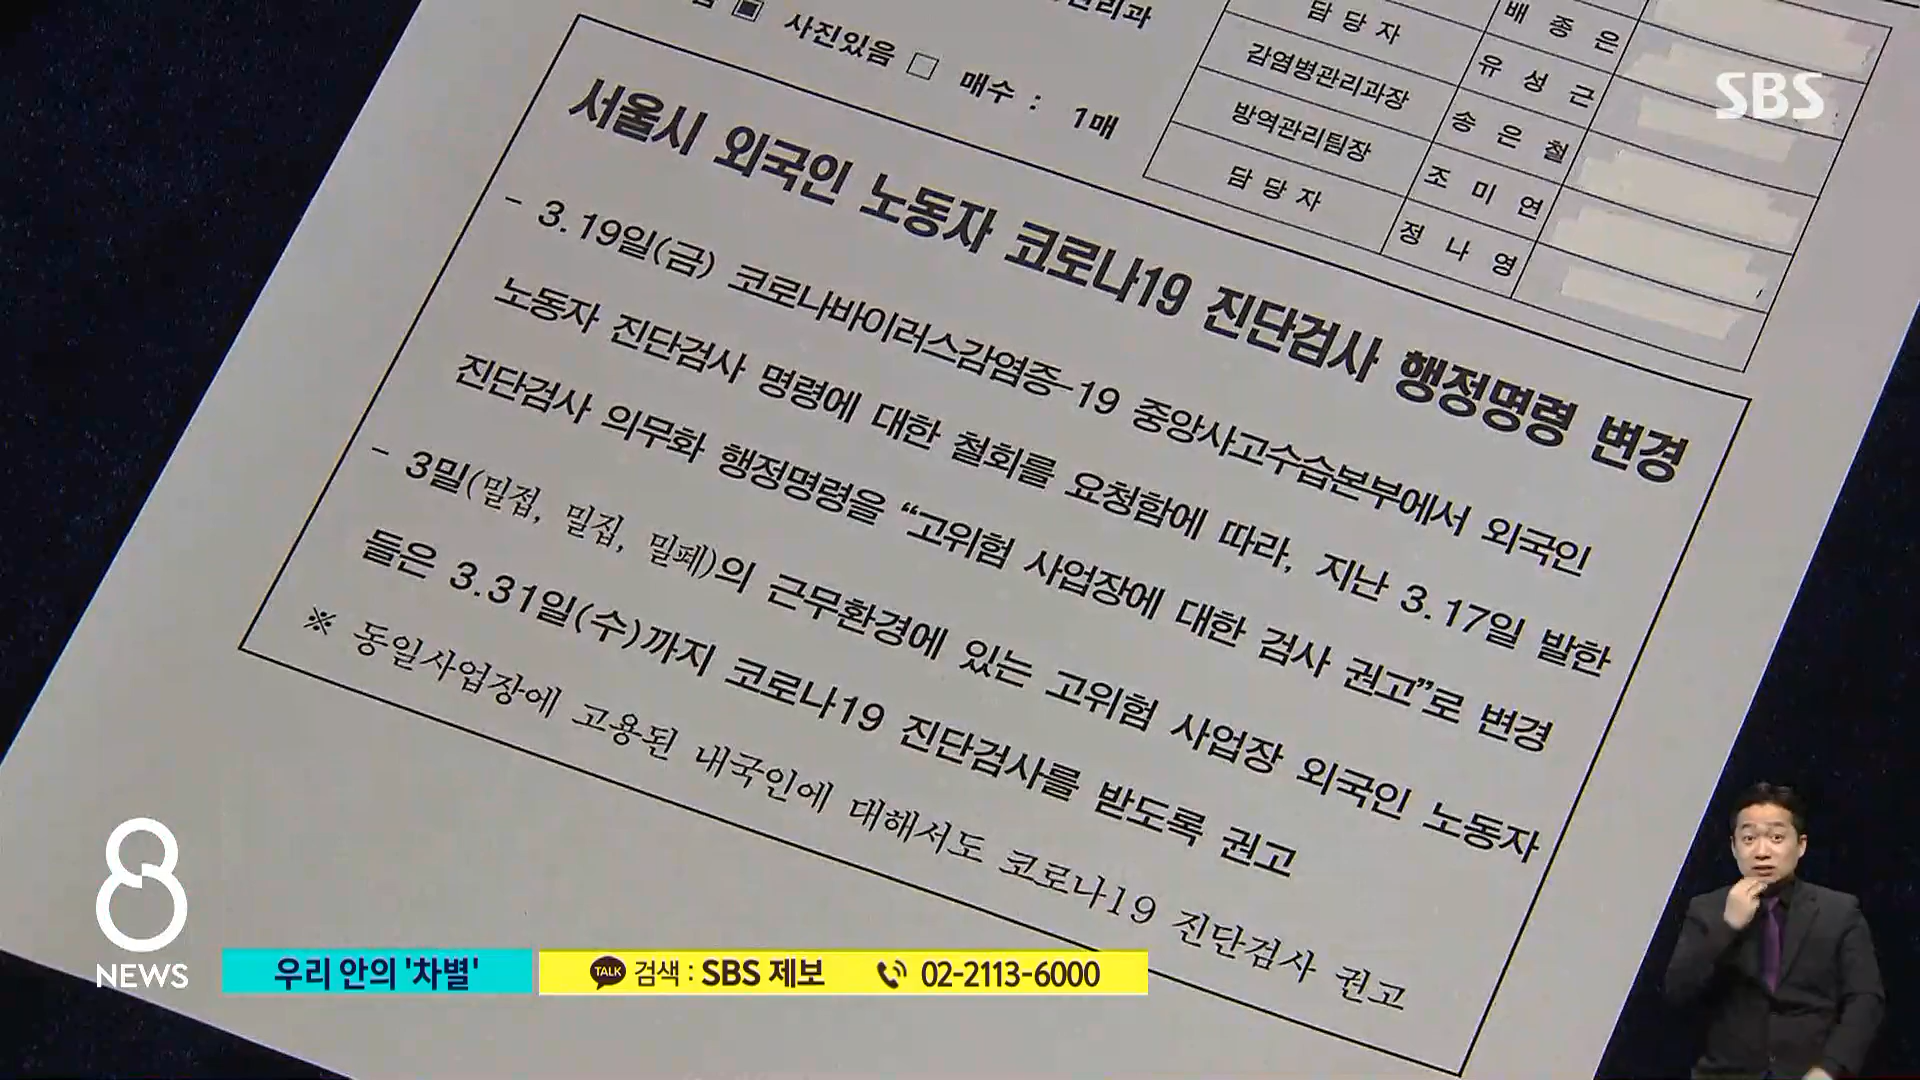 사진있음 □ 매수 : 1매
담 당 자 배 종 은
감염병관리과장 유 성 근
방역관리팀장 송 은 철
담 당 자 조 미 연
정 나 영
SBS
서울시 외국인 노동자 코로나19 진단검사 행정명령 변경
- 3.19일(금) 코로나바이러스감염증-19 중앙사고수습본부에서 외국인
노동자 진단검사 명령에 대한 철회를 요청함에 따라, 지난 3.17일 발한
진단검사 의무화 행정명령을 “고위험 사업장에 대한 검사 권고”로 변경
- 3밀(밀접, 밀집, 밀폐)의 근무환경에 있는 고위험 사업장 외국인 노동자
들은 3.31일(수)까지 코로나19 진단검사를 받도록 권고
※ 동일사업장에 고용된 내국인에 대해서도 코로나19 진단검사 권고
8
NEWS
우리 안의 '차별'
TALK 검색 : SBS 제보 02-2113-6000